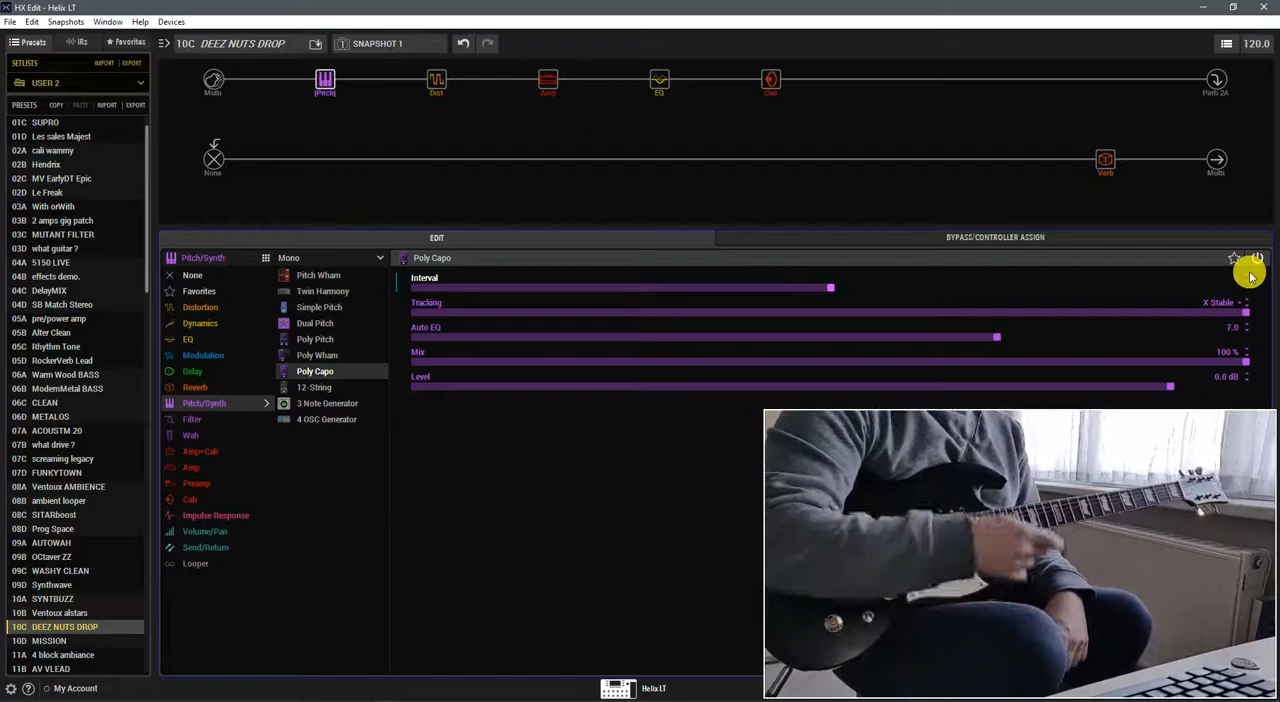 HX Edit - Helix LT
File Edit Snapshots Window Help Devices
Presets IRs Favorites
10C DEEZ NUTS DROP
1 SNAPSHOT 1
120.0
SETLISTS IMPORT EXPORT
USER 2
PRESETS COPY PASTE IMPORT EXPORT
01C SUPRO
01D Les sales Majest
02A cali wammy
02B Hendrix
02C MV EarlyDT Epic
02D Le Freak
03A With orWith
03B 2 amps gig patch
03C MUTANT FILTER
03D what guitar ?
04A 5150 LIVE
04B effects demo.
04C DelayMIX
04D SB Match Stereo
05A pre/power amp
05B Alter Clean
05C Rhythm Tone
05D RockerVerb Lead
06A Warm Wood BASS
06B ModernMetal BASS
06C CLEAN
06D METALOS
07A ACOUSTM 20
07B what drive ?
07C screaming legacy
07D FUNKYTOWN
08A Ventoux AMBIENCE
08B ambient looper
08C SITARboost
08D Prog Space
09A AUTOWAH
09B OCtaver ZZ
09C WASHY CLEAN
09D Synthwave
10A SYNTBUZZ
10B Ventoux alstars
10C DEEZ NUTS DROP
10D MISSION
11A 4 block ambience
11B AV VLEAD
My Account
Multi [Pitch] Dist Amp EQ Cab Path 2A
None Verb Multi
EDIT BYPASS/CONTROLLER ASSIGN
Pitch/Synth Mono
None
Favorites
Distortion
Dynamics
EQ
Modulation
Delay
Reverb
Pitch/Synth
Filter
Wah
Amp+Cab
Amp
Preamp
Cab
Impulse Response
Volume/Pan
Send/Return
Looper
Pitch Wham
Twin Harmony
Simple Pitch
Dual Pitch
Poly Pitch
Poly Wham
Poly Capo
12-String
3 Note Generator
4 OSC Generator
Poly Capo
Interval
Tracking X Stable
Auto EQ 7.0
Mix 100 %
Level 0.0 dB
Helix LT